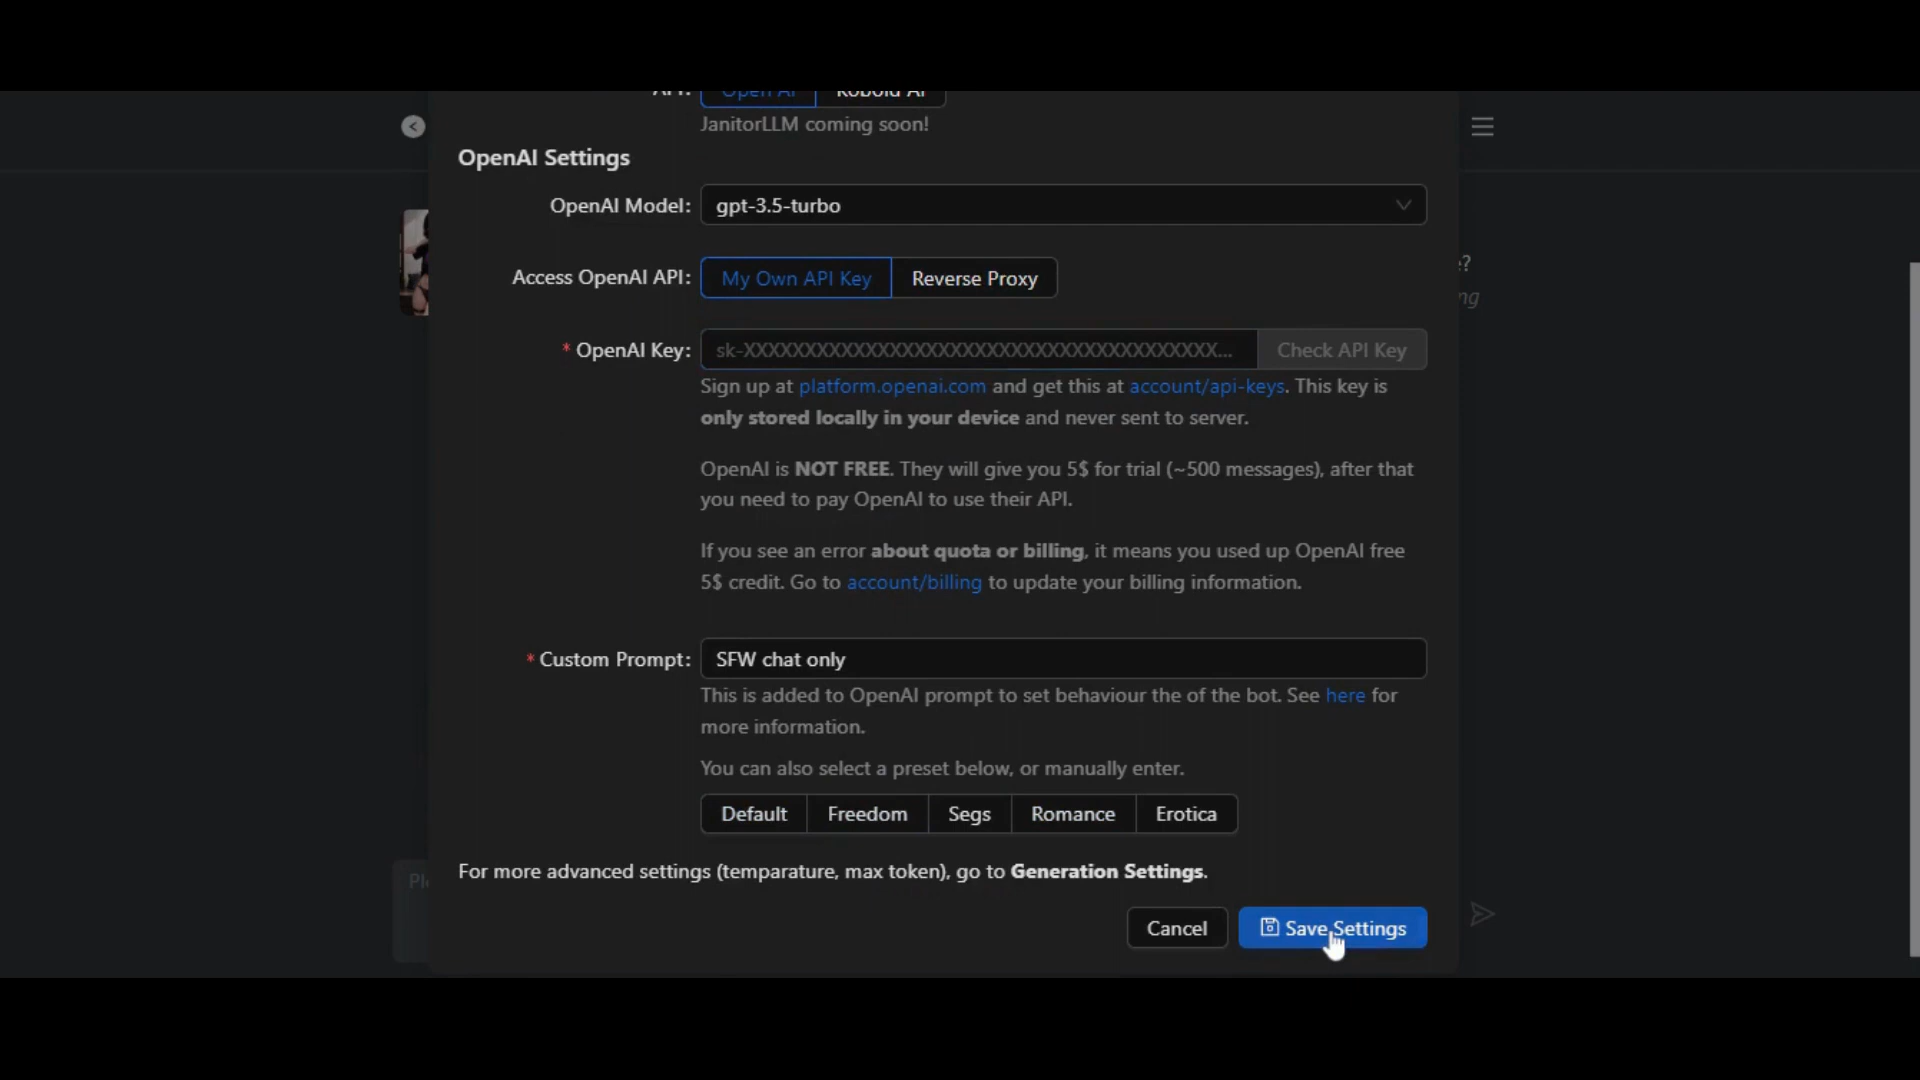 API: Open AI Kobold AI
JanitorLLM coming soon!
OpenAI Settings
OpenAI Model: gpt-3.5-turbo
Access OpenAI API: My Own API Key Reverse Proxy
* OpenAI Key: sk-XXXXXXXXXXXXXXXXXXXXXXXXXXXXXXXXXXXXXXX... Check API Key
Sign up at platform.openai.com and get this at account/api-keys. This key is
only stored locally in your device and never sent to server.
OpenAI is NOT FREE. They will give you 5$ for trial (~500 messages), after that
you need to pay OpenAI to use their API.
If you see an error about quota or billing, it means you used up OpenAI free
5$ credit. Go to account/billing to update your billing information.
* Custom Prompt: SFW chat only
This is added to OpenAI prompt to set behaviour the of the bot. See here for
more information.
You can also select a preset below, or manually enter.
Default Freedom Segs Romance Erotica
For more advanced settings (temparature, max token), go to Generation Settings.
Cancel Save Settings